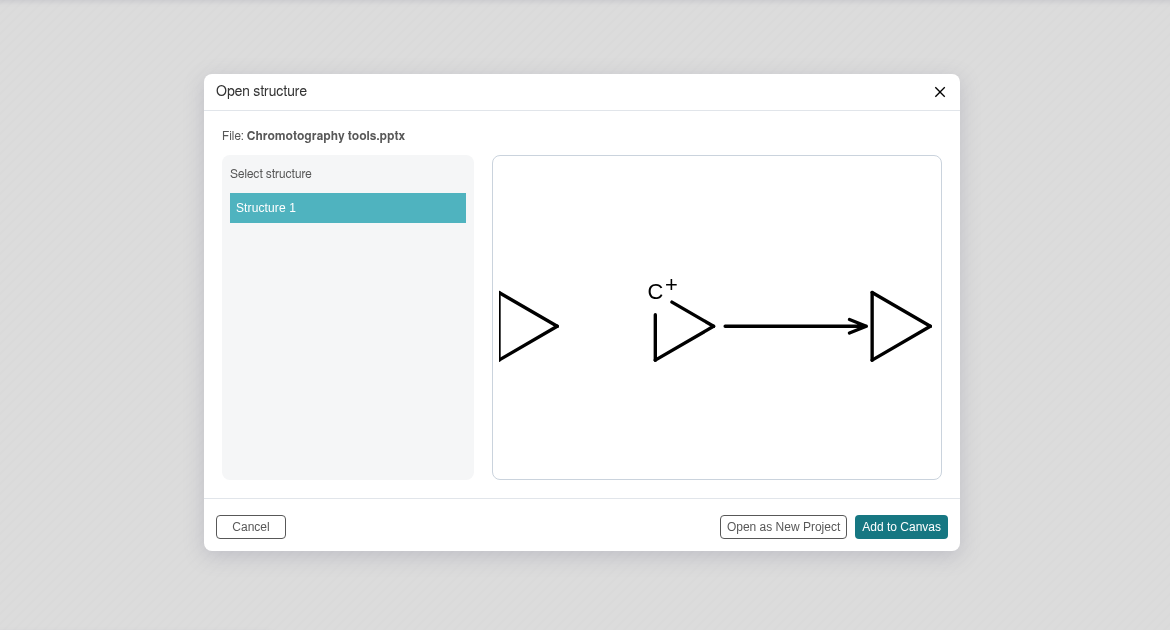 Open structure
File: Chromotography tools.pptx
Select structure
Structure 1
C+
Cancel
Open as New Project
Add to Canvas